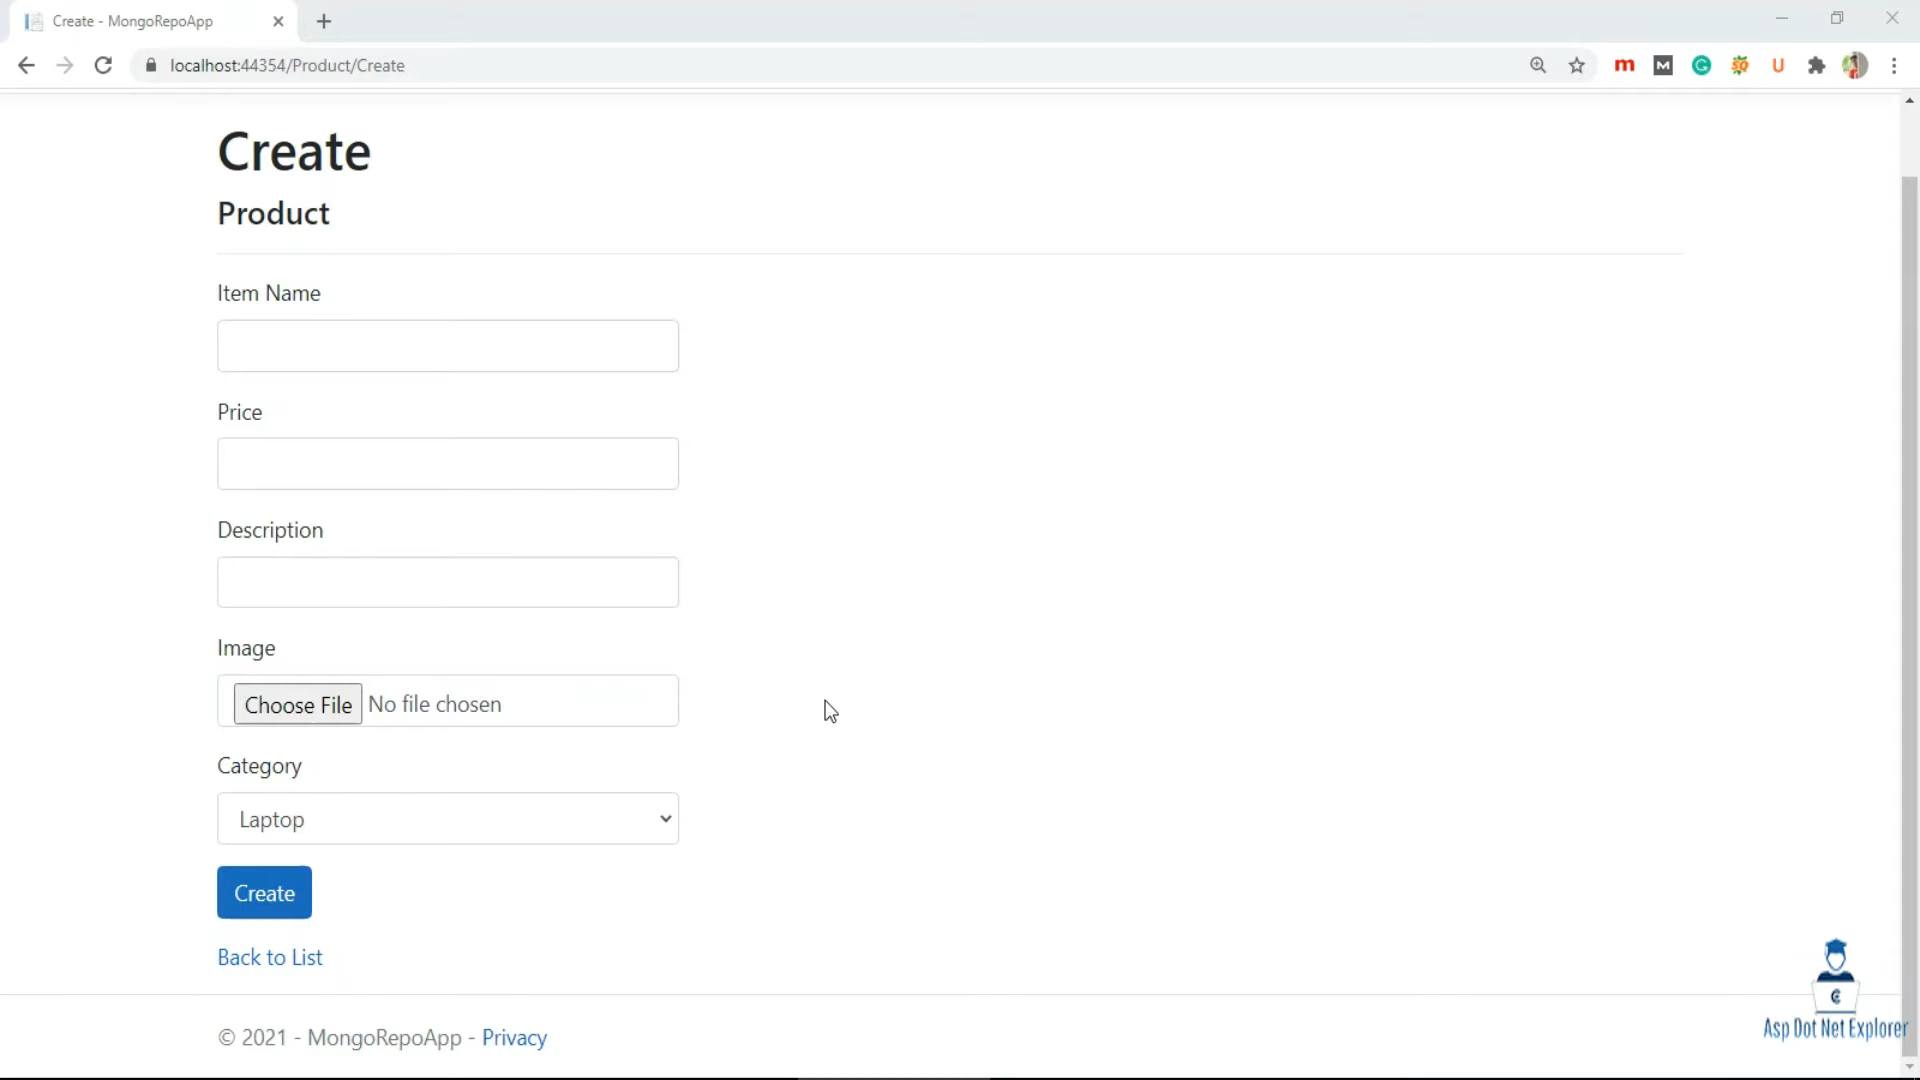 Create - MongoRepoApp
localhost:44354/Product/Create
Create
Product
Item Name
Price
Description
Image
Choose File No file chosen
Category
Laptop
Create
Back to List
© 2021 - MongoRepoApp - Privacy
Asp Dot Net Explorer